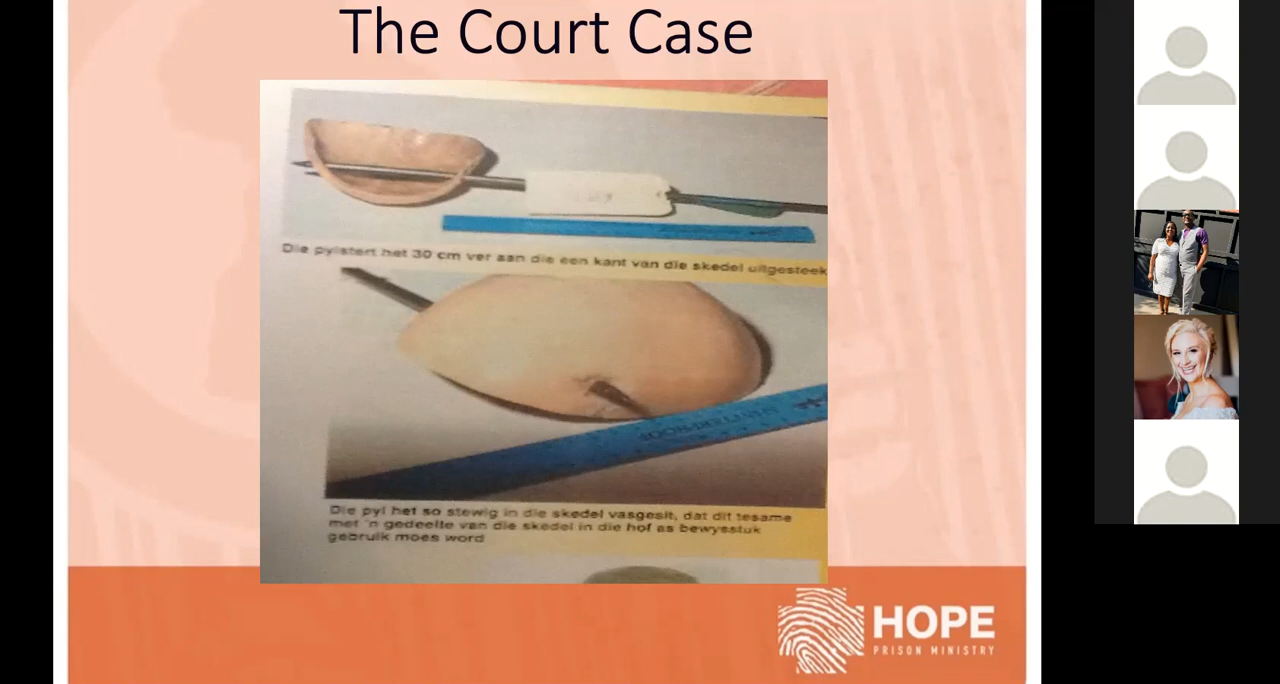 The Court Case
Die pylstert het 30 cm ver aan die een kant van die skedel uitgesteek
Die pyl het so stewig in die skedel vasgesit, dat dit tesame
met 'n gedeelte van die skedel in die hof as bewysstuk
gebruik moes word
HOPE
PRISON MINISTRY